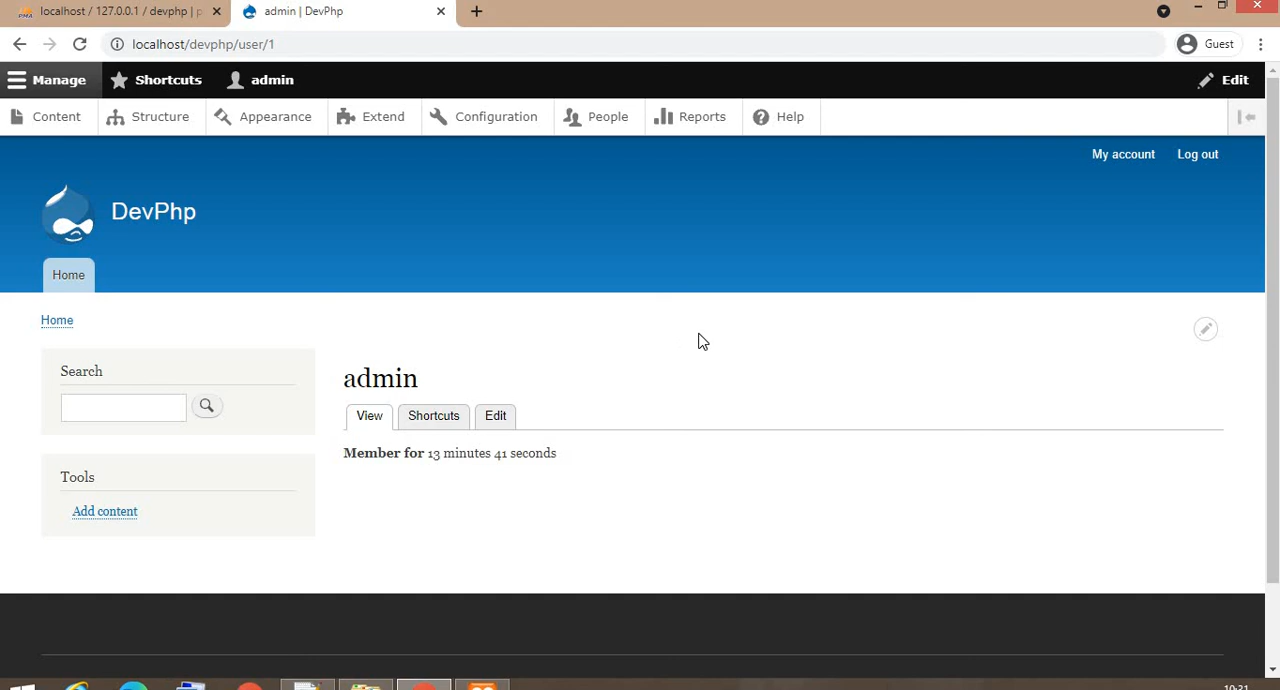 localhost / 127.0.0.1 / devphp | p
admin | DevPhp
localhost/devphp/user/1
Guest
Manage
Shortcuts
admin
Edit
Content
Structure
Appearance
Extend
Configuration
People
Reports
Help
My account
Log out
DevPhp
Home
Home
Search
admin
View
Shortcuts
Edit
Member for 13 minutes 41 seconds
Tools
Add content